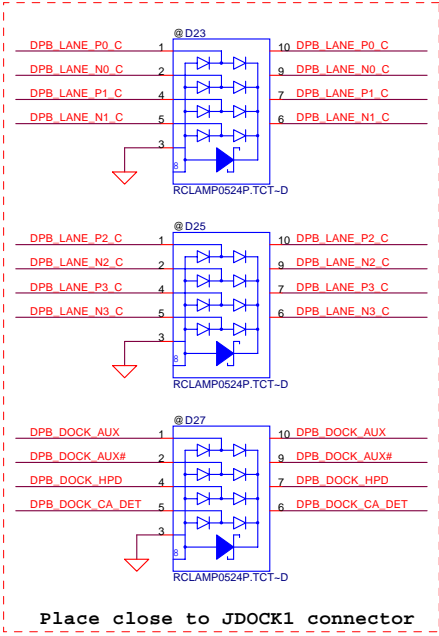 @D23
DPB_LANE_P0_C 1 10 DPB_LANE_P0_C
DPB_LANE_N0_C 2 9 DPB_LANE_N0_C
DPB_LANE_P1_C 4 7 DPB_LANE_P1_C
DPB_LANE_N1_C 5 6 DPB_LANE_N1_C
3
8
RCLAMP0524P.TCT~D
@D25
DPB_LANE_P2_C 1 10 DPB_LANE_P2_C
DPB_LANE_N2_C 2 9 DPB_LANE_N2_C
DPB_LANE_P3_C 4 7 DPB_LANE_P3_C
DPB_LANE_N3_C 5 6 DPB_LANE_N3_C
3
8
RCLAMP0524P.TCT~D
@D27
DPB_DOCK_AUX 1 10 DPB_DOCK_AUX
DPB_DOCK_AUX# 2 9 DPB_DOCK_AUX#
DPB_DOCK_HPD 4 7 DPB_DOCK_HPD
DPB_DOCK_CA_DET 5 6 DPB_DOCK_CA_DET
3
8
RCLAMP0524P.TCT~D
Place close to JDOCK1 connector